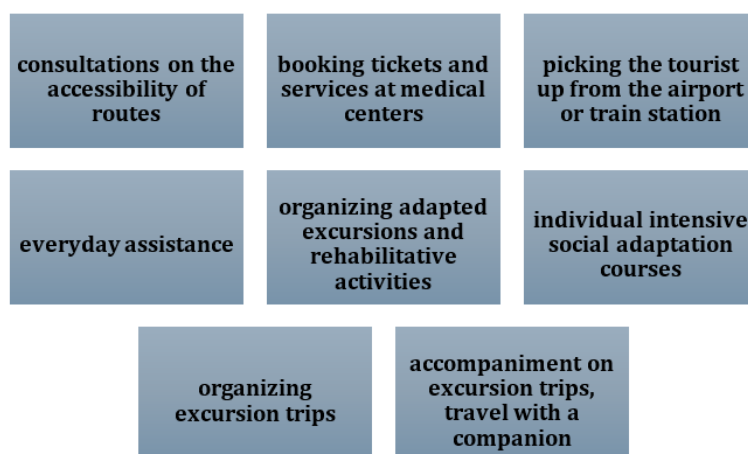 consultations on the
accessibility of
routes
booking tickets and
services at medical
centers
picking the tourist
up from the airport
or train station
everyday assistance
organizing adapted
excursions and
rehabilitative
activities
individual intensive
social adaptation
courses
organizing
excursion trips
accompaniment on
excursion trips,
travel with a
companion